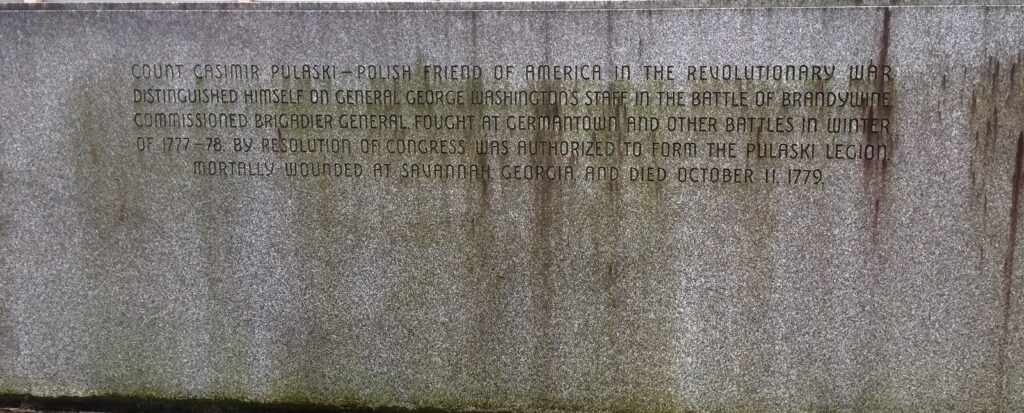 COUNT CASIMIR PULASKI – POLISH FRIEND OF AMERICA IN THE REVOLUTIONARY WAR
DISTINGUISHED HIMSELF ON GENERAL GEORGE WASHINGTON'S STAFF IN THE BATTLE OF BRANDYWINE
COMMISSIONED BRIGADIER GENERAL. FOUGHT AT GERMANTOWN AND OTHER BATTLES IN WINTER
OF 1777–78. BY RESOLUTION OF CONGRESS WAS AUTHORIZED TO FORM THE PULASKI LEGION.
MORTALLY WOUNDED AT SAVANNAH, GEORGIA AND DIED OCTOBER 11, 1779.